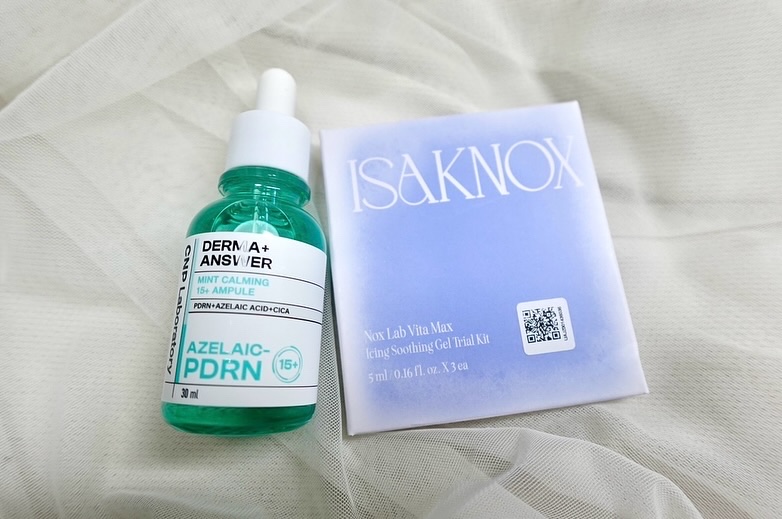 CNP Laboratory
DERMA+
ANSWER
MINT CALMING
15+ AMPULE
PDRN+AZELAIC ACID+CICA
AZELAIC-
PDRN
15+
30 ml
ISAKNOX
Nox Lab Vita Max
Icing Soothing Gel Trial Kit
5 ml / 0.16 fl. oz. X 3 ea